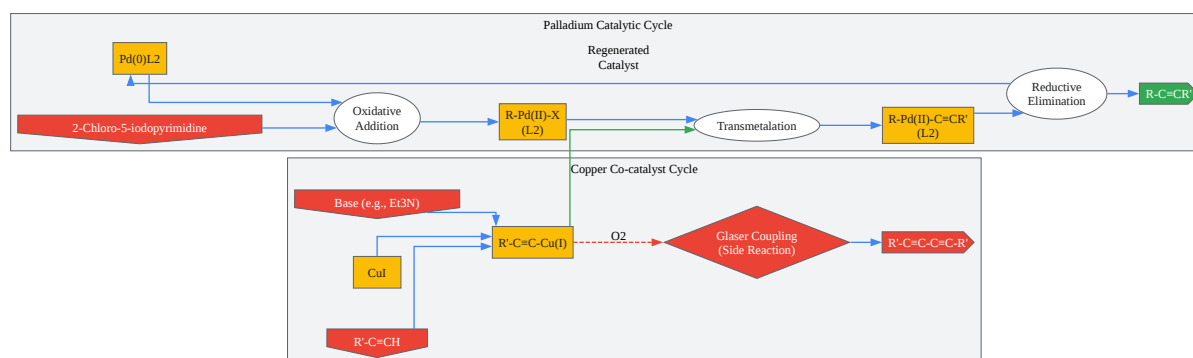 Palladium Catalytic Cycle
Regenerated
Catalyst
Pd(0)L2
Reductive
Elimination
R-C≡CR'
Oxidative
Addition
2-Chloro-5-iodopyrimidine
R-Pd(II)-X
(L2)
Transmetalation
R-Pd(II)-C≡CR'
(L2)
Copper Co-catalyst Cycle
Base (e.g., Et3N)
R'-C≡C-Cu(I)
O2
Glaser Coupling
(Side Reaction)
R'-C≡C-C≡C-R'
CuI
R'-C≡CH